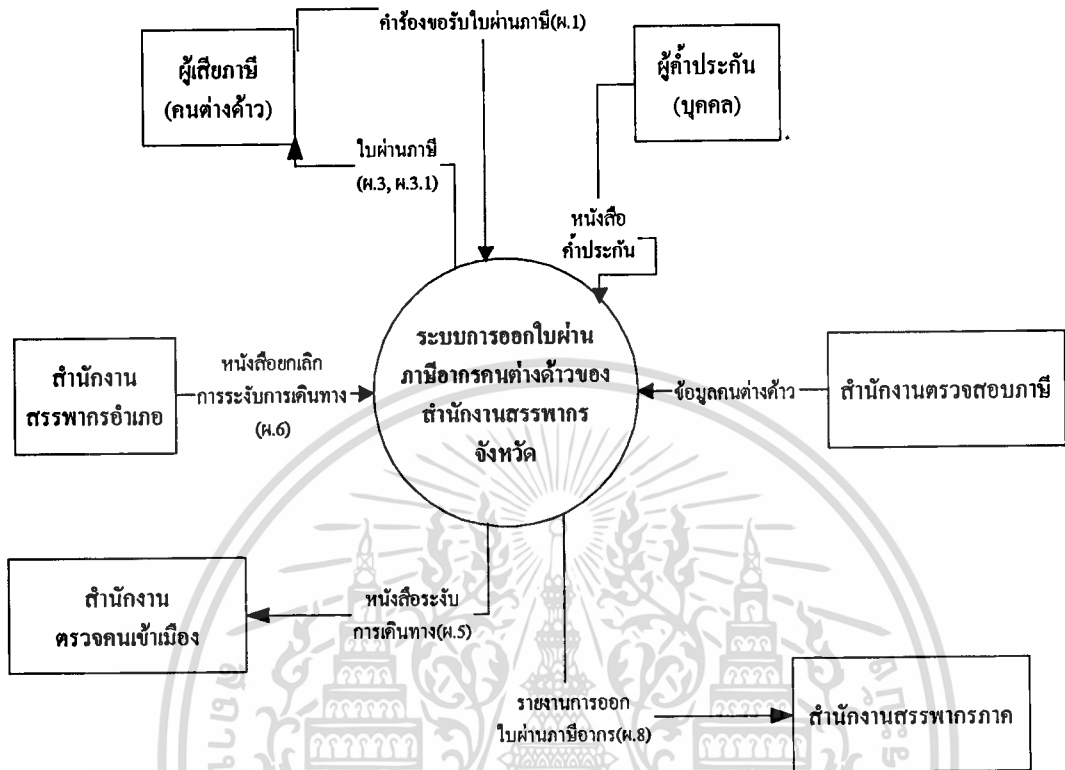 คำร้องขอรับใบผ่านภาษี(ผ.1)
ผู้เสียภาษี
(คนต่างด้าว)
ผู้ค้ำประกัน
(บุคคล)
ใบผ่านภาษี
(ผ.3, ผ.3.1)
หนังสือ
ค้ำประกัน
ระบบการออกใบผ่าน
ภาษีอากรคนต่างด้าวของ
สำนักงานสรรพากร
จังหวัด
สำนักงาน
สรรพากรอำเภอ
หนังสือยกเลิก
การระงับการเดินทาง
(ผ.6)
ข้อมูลคนต่างด้าว
สำนักงานตรวจสอบภาษี
สำนักงาน
ตรวจคนเข้าเมือง
หนังสือระงับ
การเดินทาง(ผ.5)
รายงานการออก
ใบผ่านภาษีอากร(ผ.8)
สำนักงานสรรพากรภาค